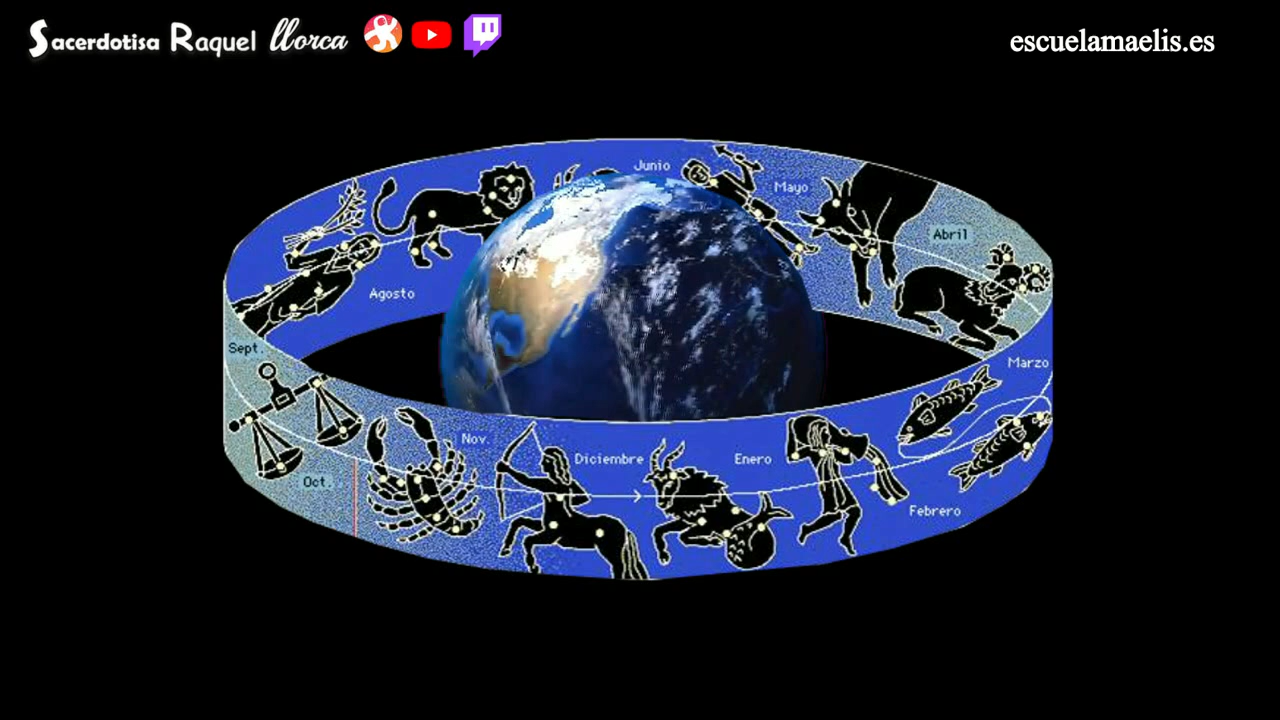 Sacerdotisa Raquel llorca
escuelamaelis.es
Junio
Mayo
Abril
Agosto
Sept.
Marzo
Nov.
Diciembre
Enero
Oct.
Febrero